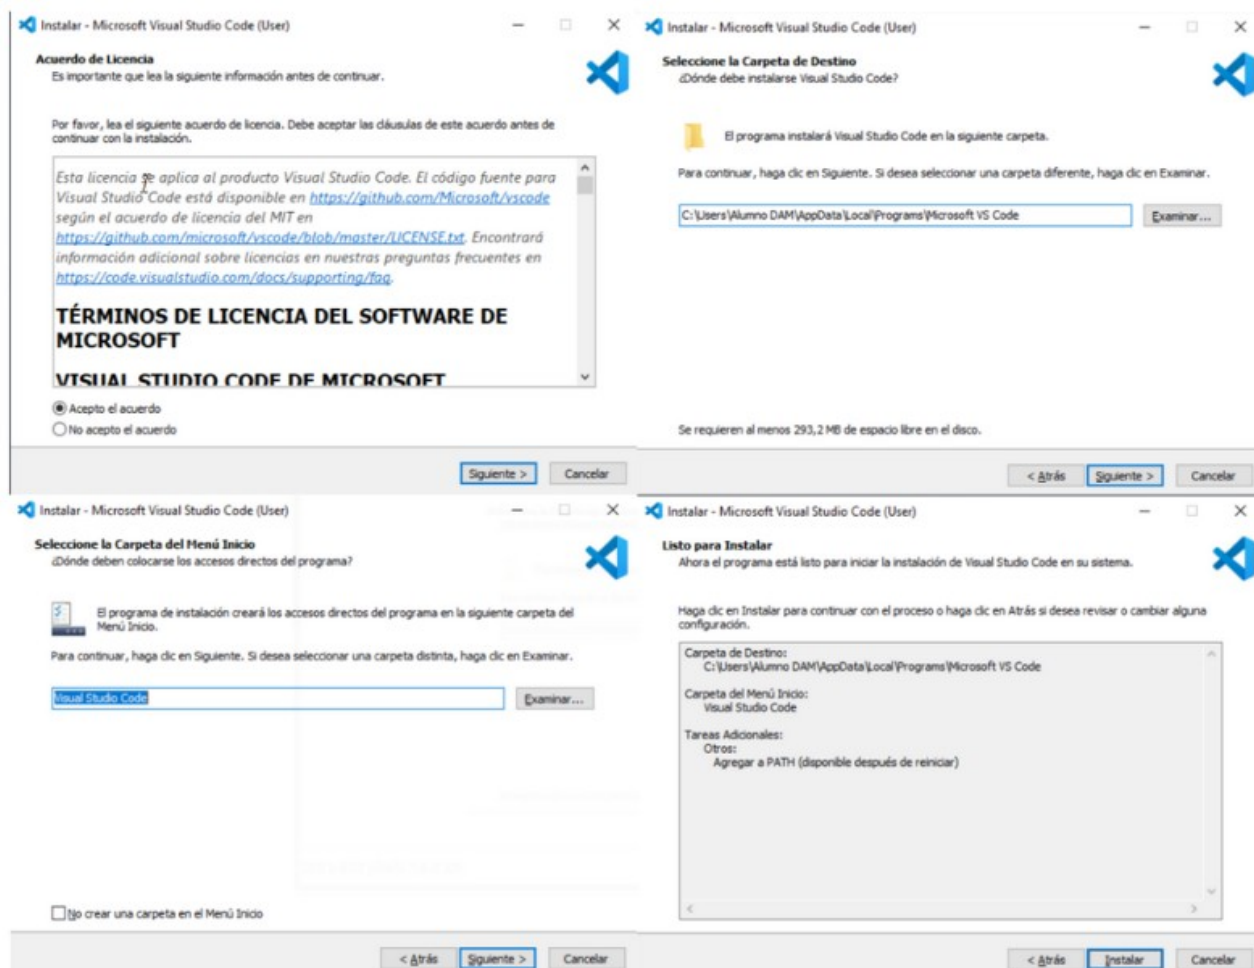 Instalar - Microsoft Visual Studio Code (User)
Acuerdo de Licencia
Es importante que lea la siguiente información antes de continuar.
Por favor, lea el siguiente acuerdo de licencia. Debe aceptar las cláusulas de este acuerdo antes de
continuar con la instalación.
Esta licencia se aplica al producto Visual Studio Code. El código fuente para
Visual Studio Code está disponible en https://github.com/Microsoft/vscode
según el acuerdo de licencia del MIT en
https://github.com/microsoft/vscode/blob/master/LICENSE.txt. Encontrará
información adicional sobre licencias en nuestras preguntas frecuentes en
https://code.visualstudio.com/docs/supporting/faq.
TÉRMINOS DE LICENCIA DEL SOFTWARE DE
MICROSOFT
VISUAL STUDIO CODE DE MICROSOFT
Acepto el acuerdo
No acepto el acuerdo
Siguiente >
Cancelar
Instalar - Microsoft Visual Studio Code (User)
Seleccione la Carpeta de Destino
¿Dónde debe instalarse Visual Studio Code?
El programa instalará Visual Studio Code en la siguiente carpeta.
Para continuar, haga clic en Siguiente. Si desea seleccionar una carpeta diferente, haga clic en Examinar.
C:\Users\Alumno DAM\AppData\Local\Programs\Microsoft VS Code
Examinar...
Se requieren al menos 293,2 MB de espacio libre en el disco.
< Atrás
Siguiente >
Cancelar
Instalar - Microsoft Visual Studio Code (User)
Seleccione la Carpeta del Menú Inicio
¿Dónde deben colocarse los accesos directos del programa?
El programa de instalación creará los accesos directos del programa en la siguiente carpeta del
Menú Inicio.
Para continuar, haga clic en Siguiente. Si desea seleccionar una carpeta distinta, haga clic en Examinar.
Visual Studio Code
Examinar...
No crear una carpeta en el Menú Inicio
< Atrás
Siguiente >
Cancelar
Instalar - Microsoft Visual Studio Code (User)
Listo para Instalar
Ahora el programa está listo para iniciar la instalación de Visual Studio Code en su sistema.
Haga clic en Instalar para continuar con el proceso o haga clic en Atrás si desea revisar o cambiar alguna
configuración.
Carpeta de Destino:
C:\Users\Alumno DAM\AppData\Local\Programs\Microsoft VS Code
Carpeta del Menú Inicio:
Visual Studio Code
Tareas Adicionales:
Otros:
Agregar a PATH (disponible después de reiniciar)
< Atrás
Instalar
Cancelar